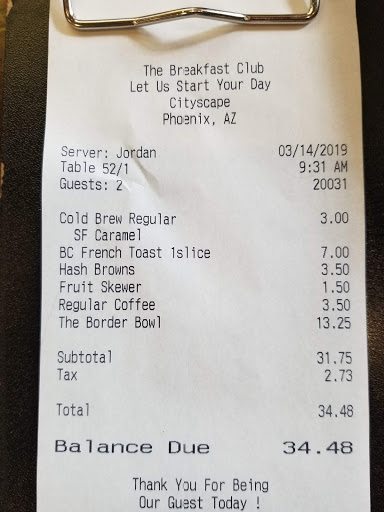 The Breakfast Club
Let Us Start Your Day
Cityscape
Phoenix, AZ
Server: Jordan 03/14/2019
Table 52/1 9:31 AM
Guests: 2 20031
Cold Brew Regular 3.00
SF Caramel
BC French Toast 1slice 7.00
Hash Browns 3.50
Fruit Skewer 1.50
Regular Coffee 3.50
The Border Bowl 13.25
Subtotal 31.75
Tax 2.73
Total 34.48
Balance Due 34.48
Thank You For Being
Our Guest Today !